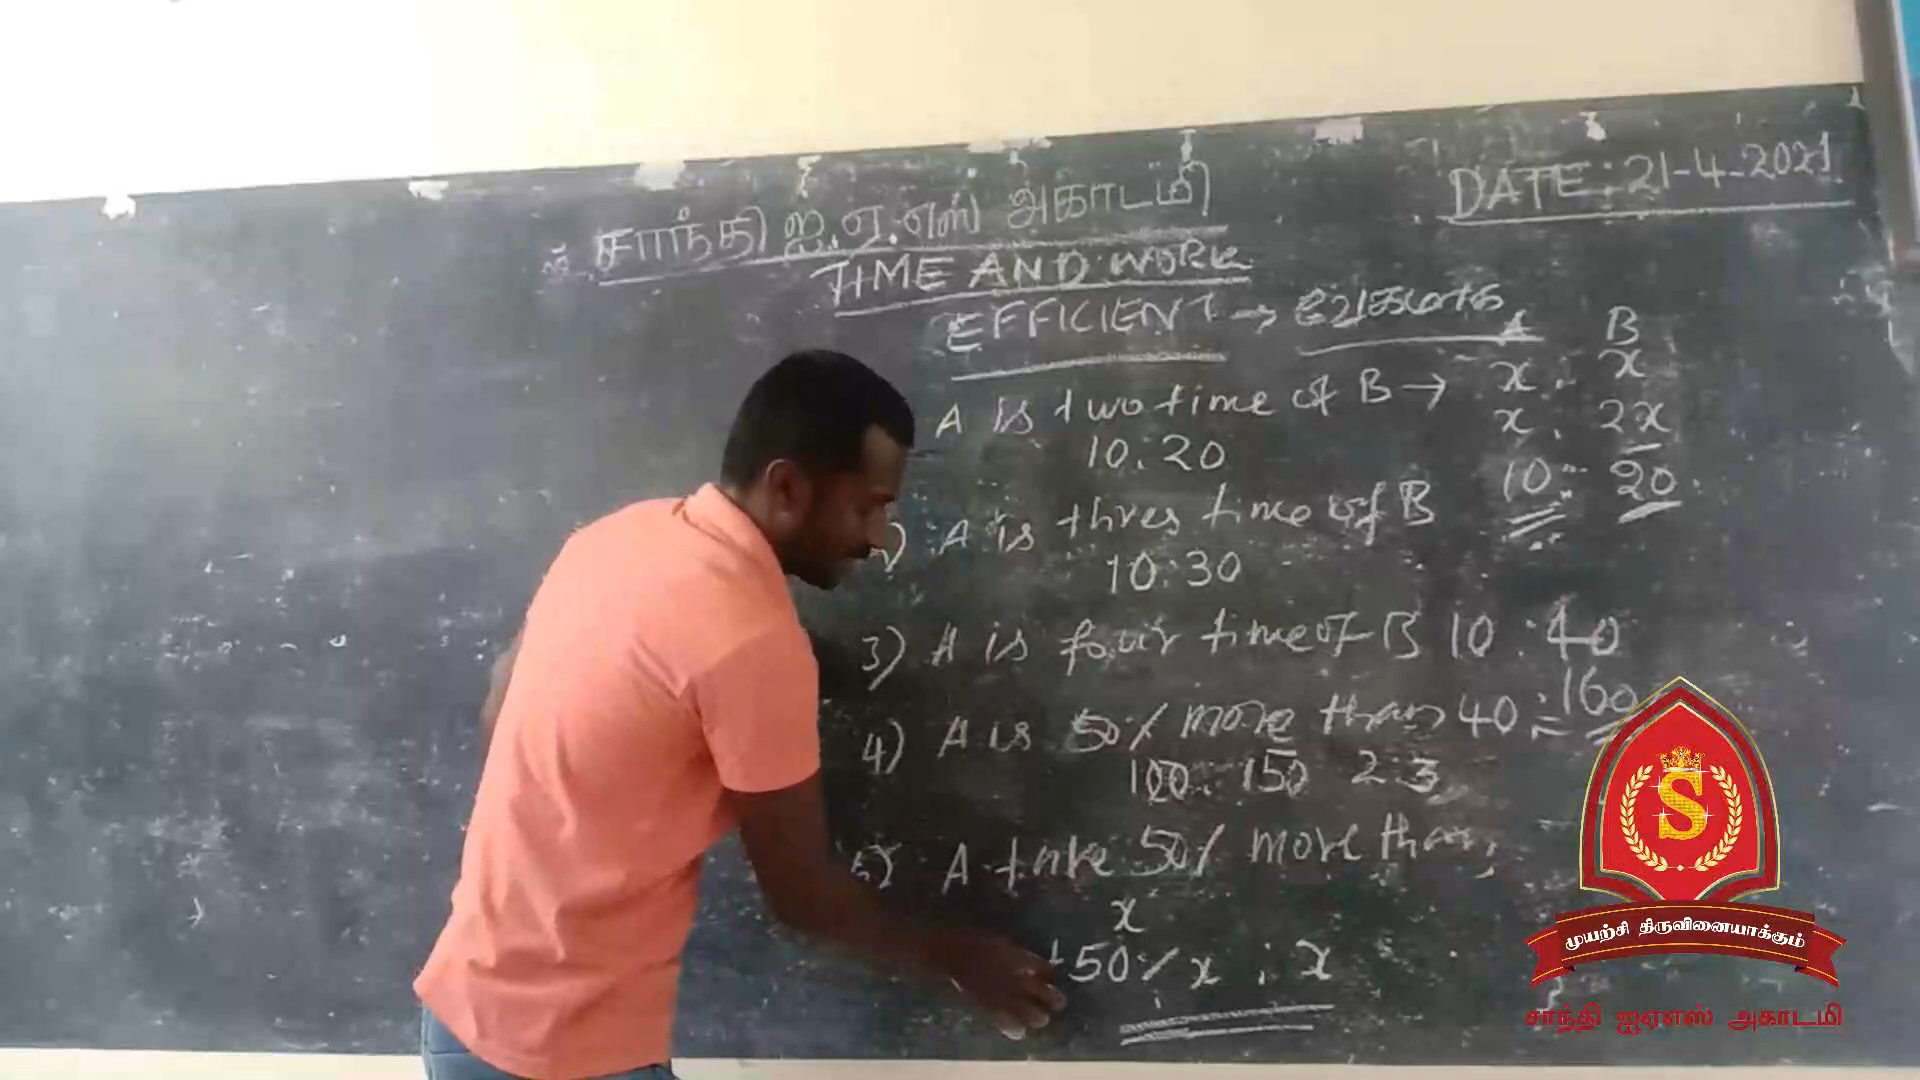 சாந்தி ஐ.ஏ.எஸ் அகாடமி
DATE: 21-4-2021
TIME AND WORK
EFFICIENT → வேகமாக
A B
A is two time of B → x : x
x : 2x
10:20
10 : 20
A is three time of B
10:30
3) A is four time of B 10 : 40
40 : 160
4) A is 50% more than
100 : 150 2:3
5) A take 50% more than
x
+50% x : x
S
முயற்சி திருவினையாக்கும்
சாந்தி ஐஏஎஸ் அகாடமி